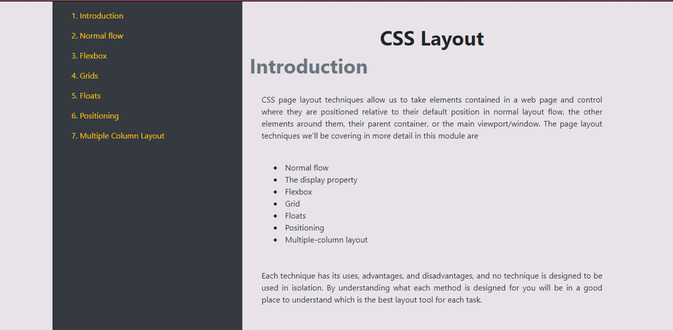 1. Introduction
2. Normal flow
3. Flexbox
4. Grids
5. Floats
6. Positioning
7. Multiple Column Layout
CSS Layout
Introduction
CSS page layout techniques allow us to take elements contained in a web page and control
where they are positioned relative to their default position in normal layout flow, the other
elements around them, their parent container, or the main viewport/window. The page layout
techniques we'll be covering in more detail in this module are
• Normal flow
• The display property
• Flexbox
• Grid
• Floats
• Positioning
• Multiple-column layout
Each technique has its uses, advantages, and disadvantages, and no technique is designed to be
used in isolation. By understanding what each method is designed for you will be in a good
place to understand which is the best layout tool for each task.